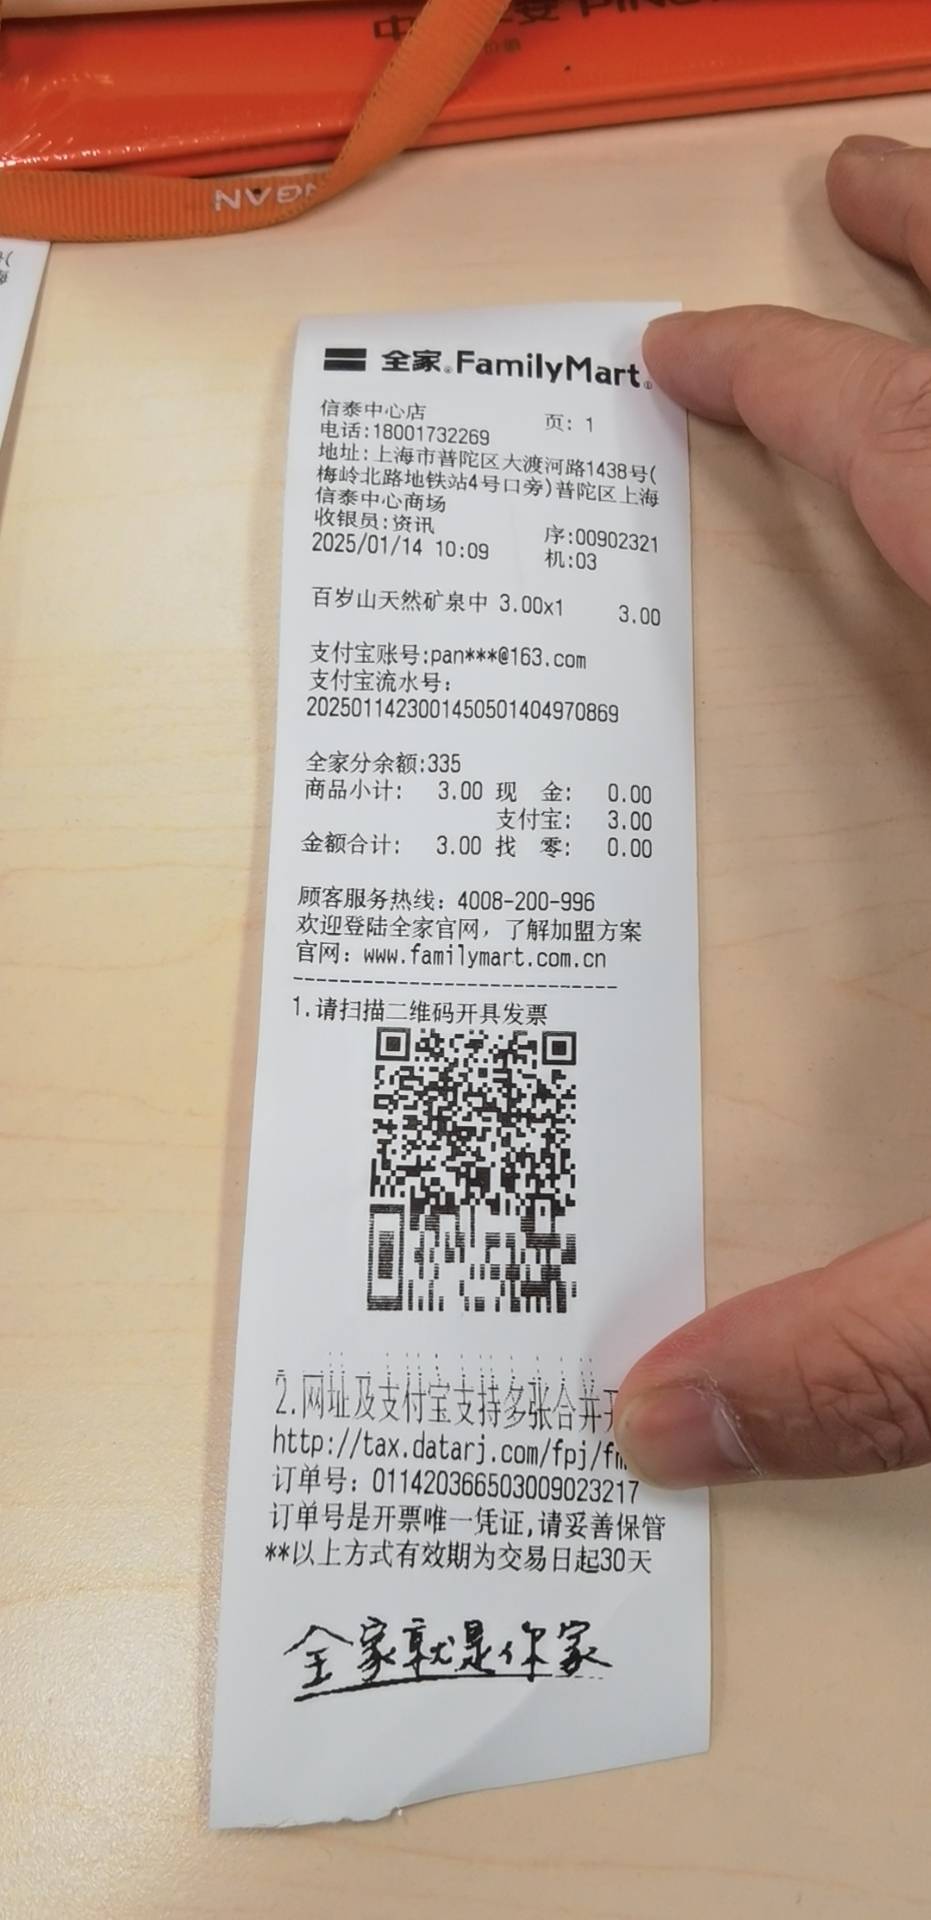 中
安 PING
NGAN
全家 FamilyMart
信泰中心店 页: 1
电话:18001732269
地址:上海市普陀区大渡河路1438号(
梅岭北路地铁站4号口旁)普陀区上海
信泰中心商场
收银员:资讯 序:00902321
2025/01/14 10:09 机:03
百岁山天然矿泉中 3.00x1 3.00
支付宝账号:pan***@163.com
支付宝流水号:
2025011423001450501404970869
全家分余额:335
商品小计: 3.00 现 金: 0.00
支付宝: 3.00
金额合计: 3.00 找 零: 0.00
顾客服务热线: 4008-200-996
欢迎登陆全家官网, 了解加盟方案
官网: www.familymart.com.cn
1.请扫描二维码开具发票
2.网址及支付宝支持多张合并开
http://tax.datarj.com/fpj/fm
订单号: 011420366503009023217
订单号是开票唯一凭证,请妥善保管
**以上方式有效期为交易日起30天
全家就是你家